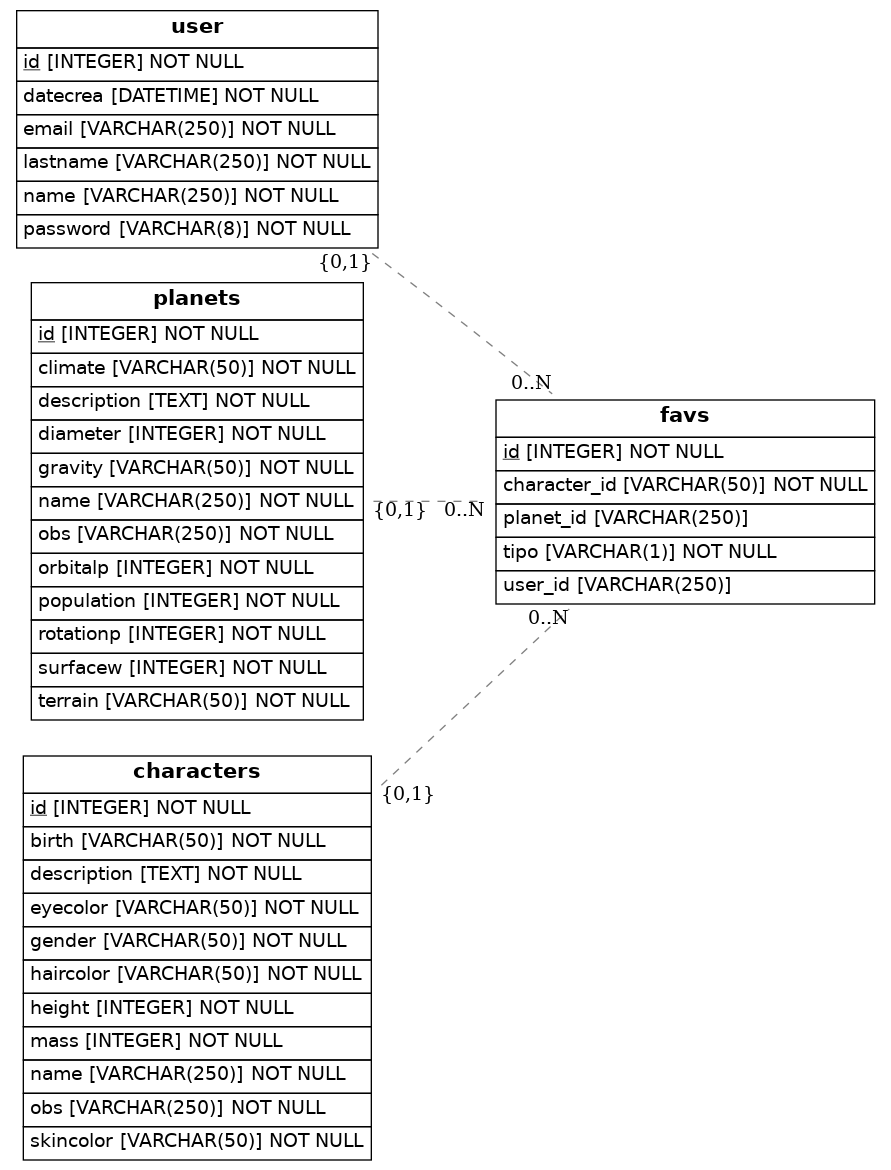 user
id [INTEGER] NOT NULL
datecrea [DATETIME] NOT NULL
email [VARCHAR(250)] NOT NULL
lastname [VARCHAR(250)] NOT NULL
name [VARCHAR(250)] NOT NULL
password [VARCHAR(8)] NOT NULL
{0,1}
0..N
planets
id [INTEGER] NOT NULL
climate [VARCHAR(50)] NOT NULL
description [TEXT] NOT NULL
diameter [INTEGER] NOT NULL
gravity [VARCHAR(50)] NOT NULL
name [VARCHAR(250)] NOT NULL
obs [VARCHAR(250)] NOT NULL
orbitalp [INTEGER] NOT NULL
population [INTEGER] NOT NULL
rotationp [INTEGER] NOT NULL
surfacew [INTEGER] NOT NULL
terrain [VARCHAR(50)] NOT NULL
{0,1} 0..N
favs
id [INTEGER] NOT NULL
character_id [VARCHAR(50)] NOT NULL
planet_id [VARCHAR(250)]
tipo [VARCHAR(1)] NOT NULL
user_id [VARCHAR(250)]
0..N
{0,1}
characters
id [INTEGER] NOT NULL
birth [VARCHAR(50)] NOT NULL
description [TEXT] NOT NULL
eyecolor [VARCHAR(50)] NOT NULL
gender [VARCHAR(50)] NOT NULL
haircolor [VARCHAR(50)] NOT NULL
height [INTEGER] NOT NULL
mass [INTEGER] NOT NULL
name [VARCHAR(250)] NOT NULL
obs [VARCHAR(250)] NOT NULL
skincolor [VARCHAR(50)] NOT NULL